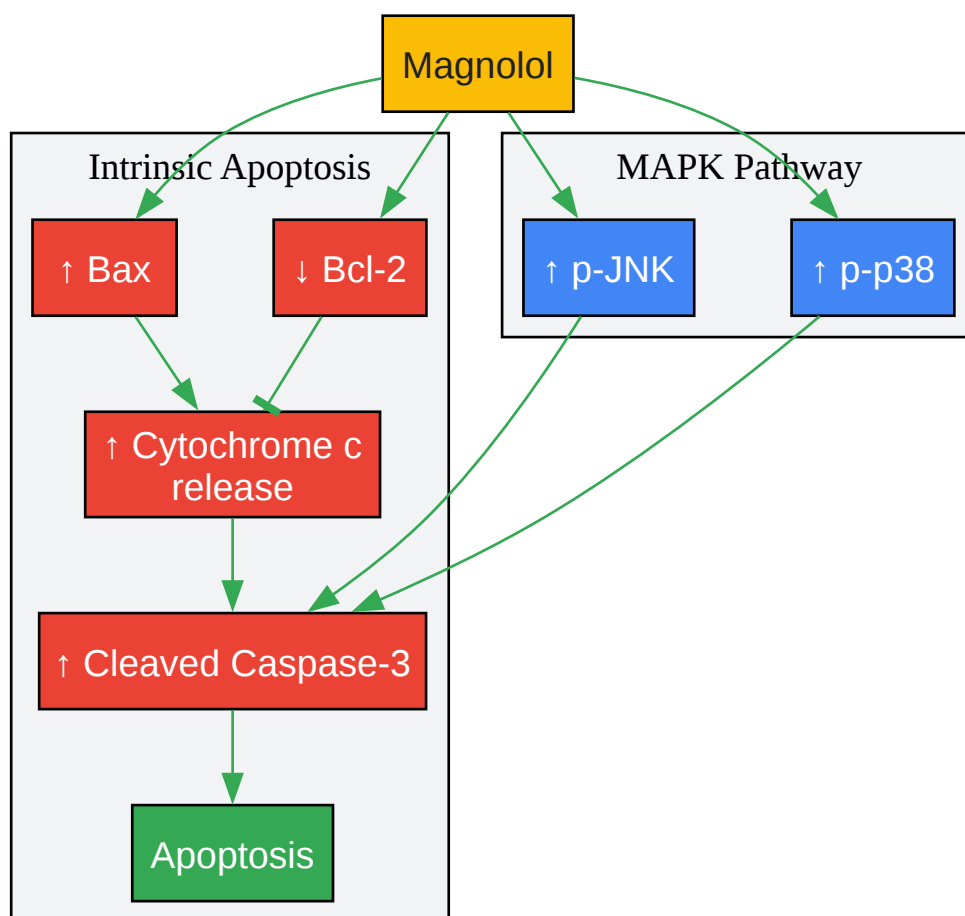 Magnolol
Intrinsic Apoptosis
MAPK Pathway
↑ Bax
↓ Bcl-2
↑ p-JNK
↑ p-p38
↑ Cytochrome c
release
↑ Cleaved Caspase-3
Apoptosis